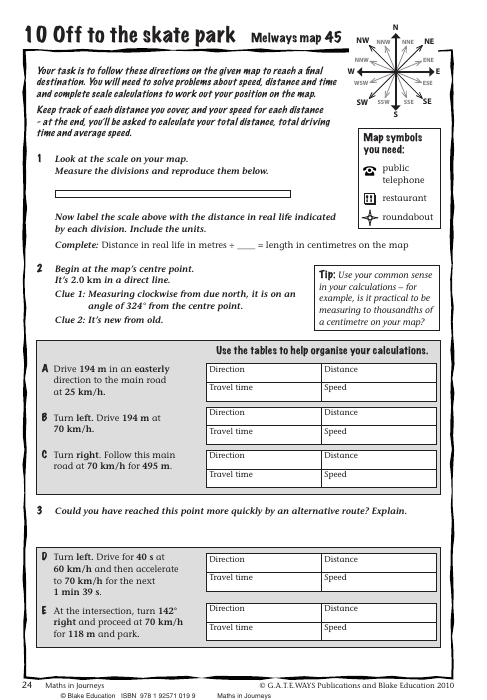 10 Off to the skate park Melways map 45
N
NNW NNE
NW NE
WNW ENE
W E
WSW ESE
SW SE
SSW SSE
S
Your task is to follow these directions on the given map to reach a final
destination. You will need to solve problems about speed, distance and time
and complete scale calculations to work out your position on the map.
Keep track of each distance you cover, and your speed for each distance
- at the end, you'll be asked to calculate your total distance, total driving
time and average speed.
Map symbols
you need:
public
telephone
restaurant
roundabout
1 Look at the scale on your map.
Measure the divisions and reproduce them below.
Now label the scale above with the distance in real life indicated
by each division. Include the units.
Complete: Distance in real life in metres ÷ ____ = length in centimetres on the map
2 Begin at the map's centre point.
It's 2.0 km in a direct line.
Clue 1: Measuring clockwise from due north, it is on an
angle of 324° from the centre point.
Clue 2: It's new from old.
Tip: Use your common sense
in your calculations – for
example, is it practical to be
measuring to thousandths of
a centimetre on your map?
Use the tables to help organise your calculations.
A Drive 194 m in an easterly
direction to the main road
at 25 km/h.
Direction Distance
Travel time Speed
B Turn left. Drive 194 m at
70 km/h.
Direction Distance
Travel time Speed
C Turn right. Follow this main
road at 70 km/h for 495 m.
Direction Distance
Travel time Speed
3 Could you have reached this point more quickly by an alternative route? Explain.
D Turn left. Drive for 40 s at
60 km/h and then accelerate
to 70 km/h for the next
1 min 39 s.
Direction Distance
Travel time Speed
E At the intersection, turn 142°
right and proceed at 70 km/h
for 118 m and park.
Direction Distance
Travel time Speed
24 Maths in Journeys © G.A.T.E.WAYS Publications and Blake Education 2010
© Blake Education ISBN 978 1 92571 019 9 Maths in Journeys